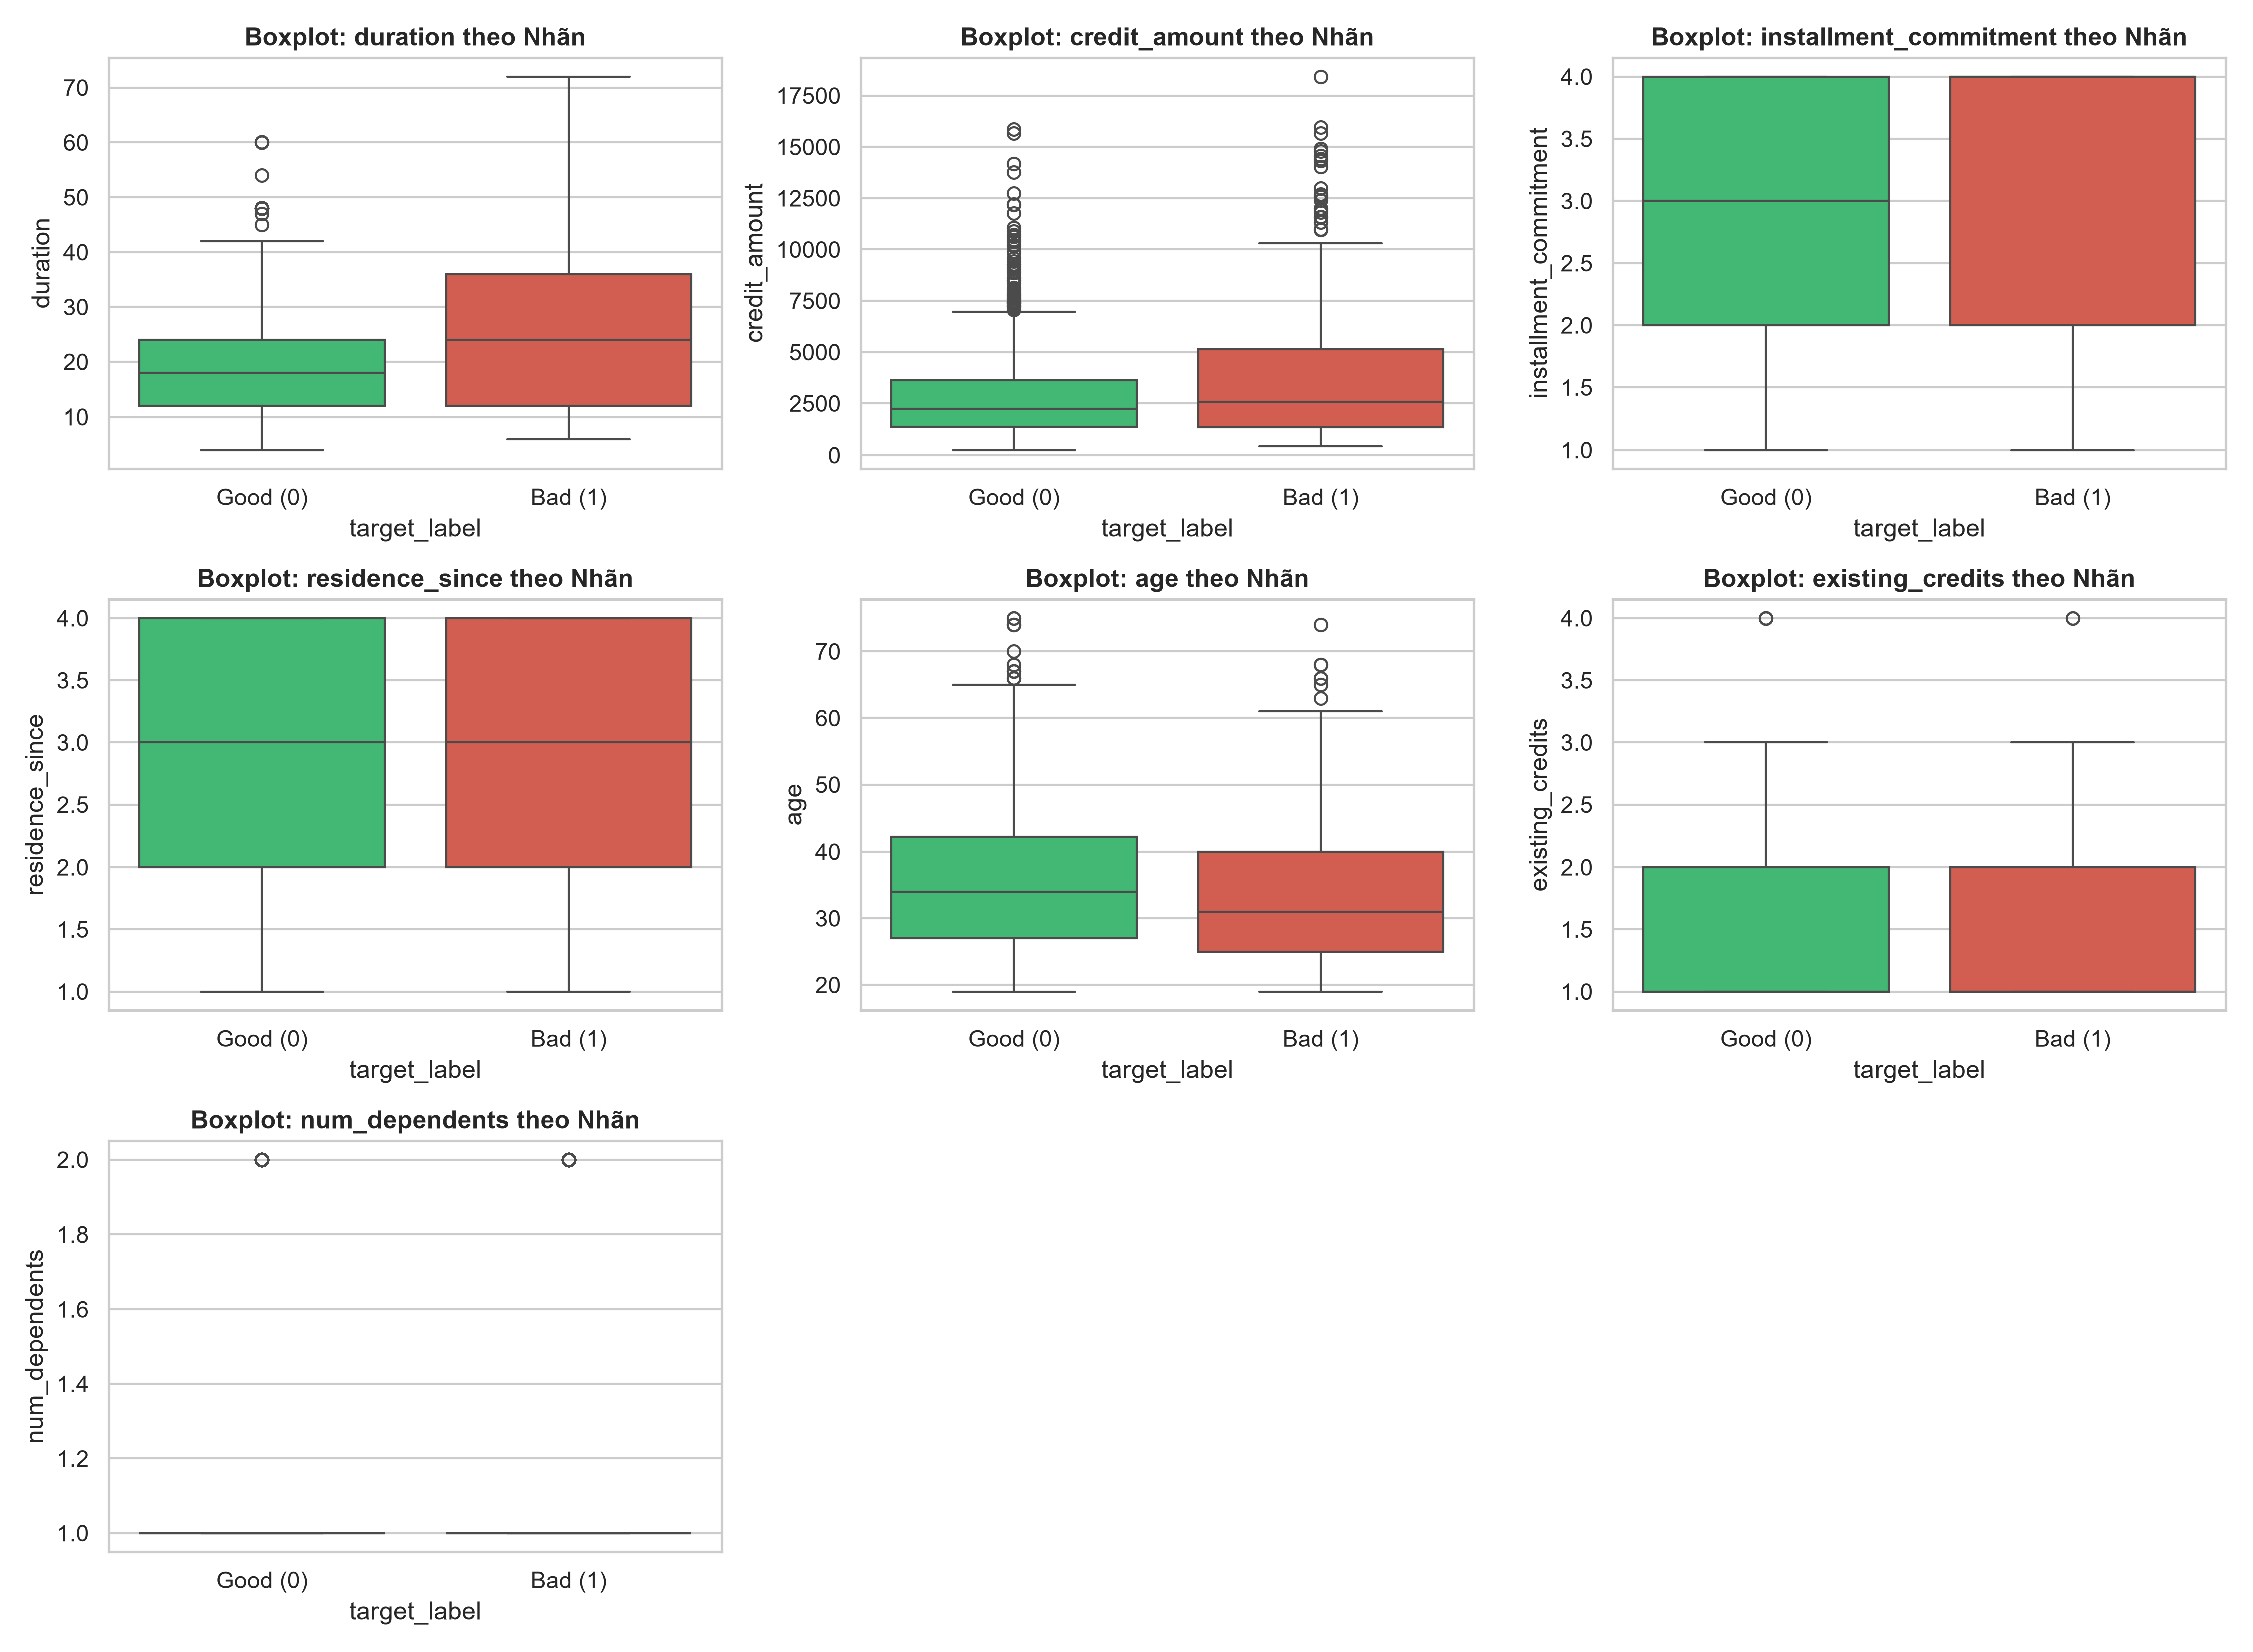 Boxplot: duration theo Nhãn
duration
70
60
50
40
30
20
10
Good (0) Bad (1)
target_label
Boxplot: credit_amount theo Nhãn
credit_amount
17500
15000
12500
10000
7500
5000
2500
0
Good (0) Bad (1)
target_label
Boxplot: installment_commitment theo Nhãn
installment_commitment
4.0
3.5
3.0
2.5
2.0
1.5
1.0
Good (0) Bad (1)
target_label
Boxplot: residence_since theo Nhãn
residence_since
4.0
3.5
3.0
2.5
2.0
1.5
1.0
Good (0) Bad (1)
target_label
Boxplot: age theo Nhãn
age
70
60
50
40
30
20
Good (0) Bad (1)
target_label
Boxplot: existing_credits theo Nhãn
existing_credits
4.0
3.5
3.0
2.5
2.0
1.5
1.0
Good (0) Bad (1)
target_label
Boxplot: num_dependents theo Nhãn
num_dependents
2.0
1.8
1.6
1.4
1.2
1.0
Good (0) Bad (1)
target_label